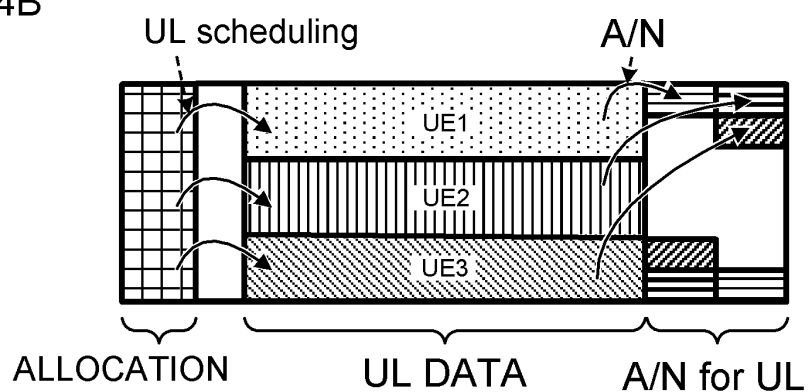 4B
UL scheduling
A/N
UE1
UE2
UE3
ALLOCATION
UL DATA
A/N for UL